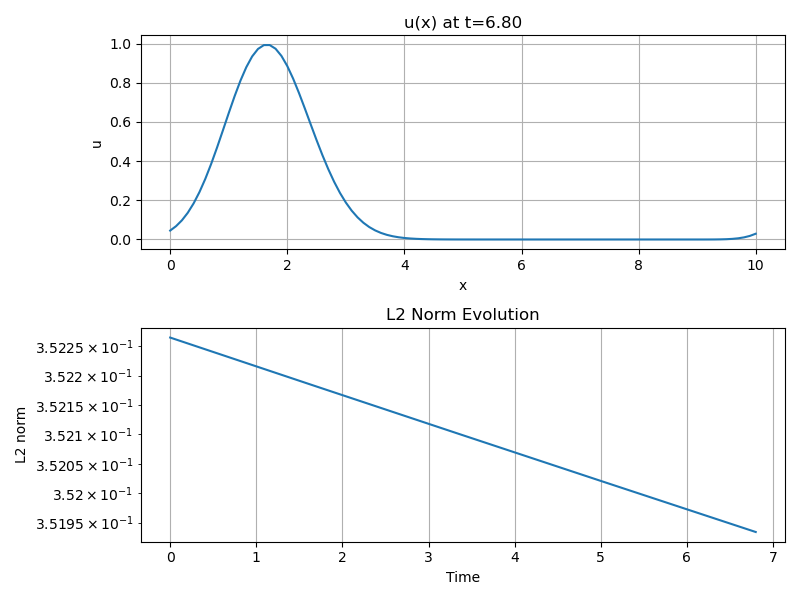 u(x) at t=6.80
1.0
0.8
0.6
0.4
0.2
0.0
u
0 2 4 6 8 10
x
L2 Norm Evolution
3.5225 × 10⁻¹
3.522 × 10⁻¹
3.5215 × 10⁻¹
3.521 × 10⁻¹
3.5205 × 10⁻¹
3.52 × 10⁻¹
3.5195 × 10⁻¹
L2 norm
0 1 2 3 4 5 6 7
Time